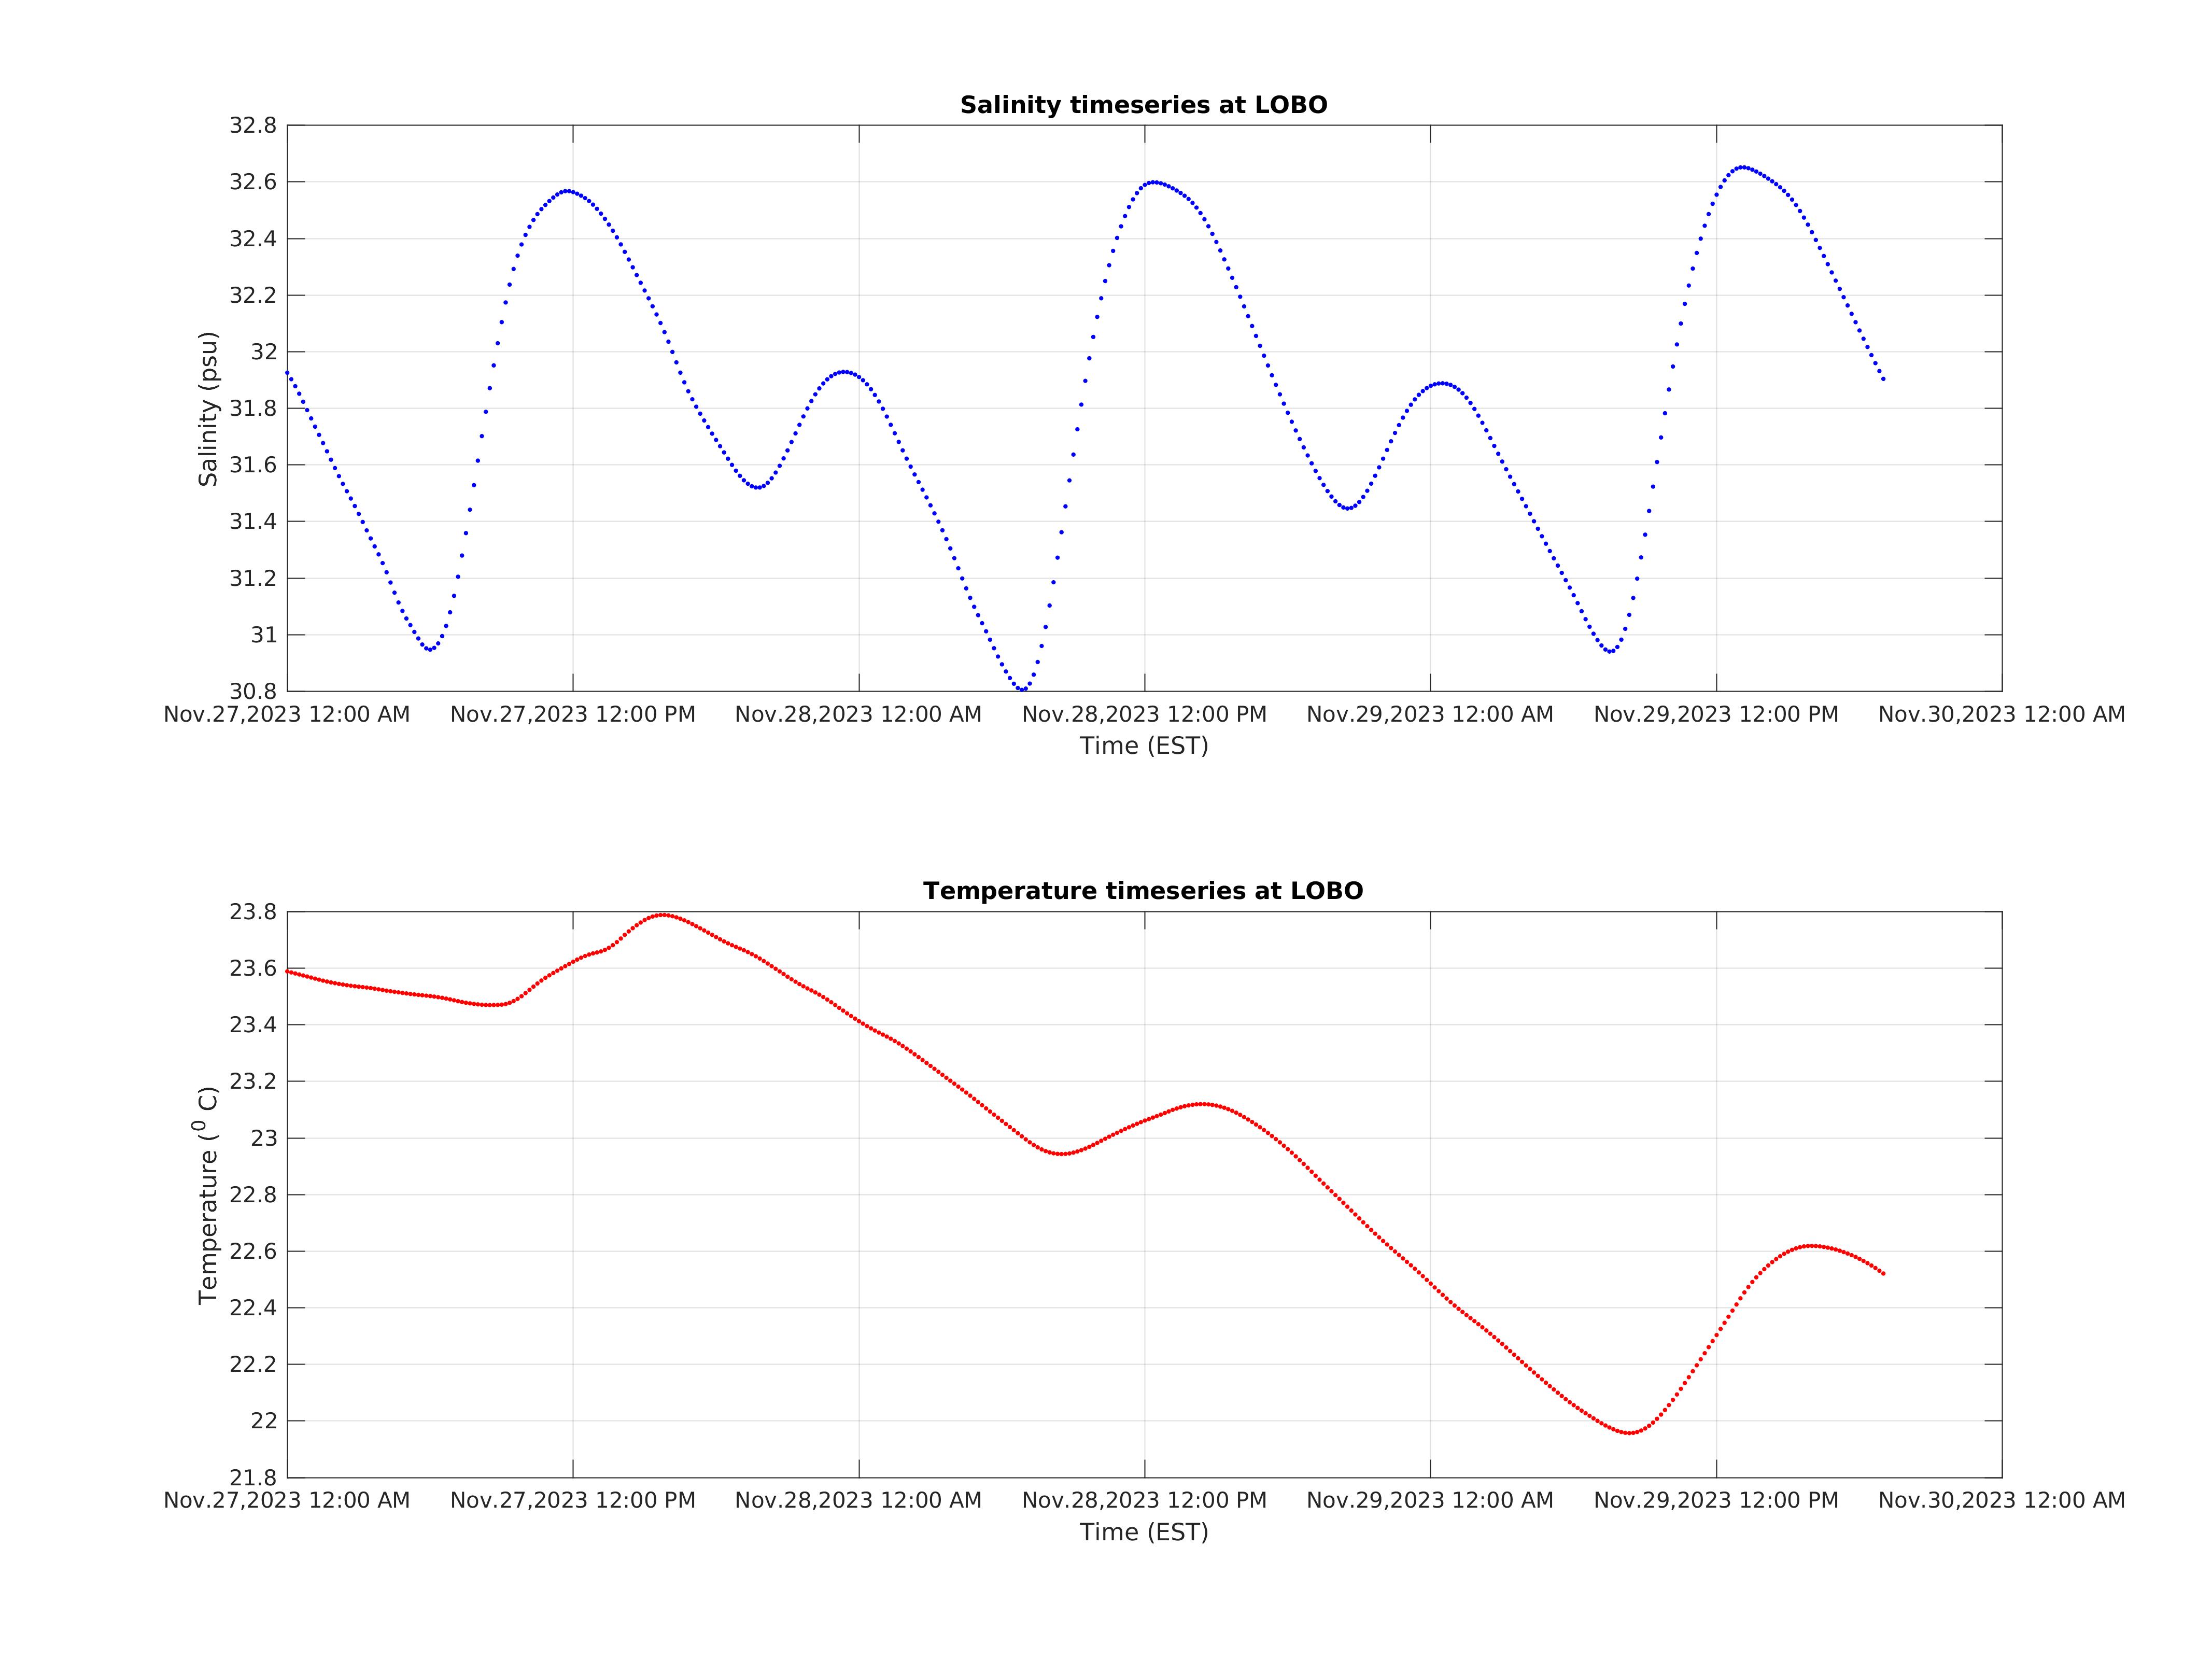 Salinity timeseries at LOBO
32.8
32.6
32.4
32.2
32
31.8
31.6
31.4
31.2
31
30.8
Salinity (psu)
Nov.27,2023 12:00 AM Nov.27,2023 12:00 PM Nov.28,2023 12:00 AM Nov.28,2023 12:00 PM Nov.29,2023 12:00 AM Nov.29,2023 12:00 PM Nov.30,2023 12:00 AM
Time (EST)
Temperature timeseries at LOBO
23.8
23.6
23.4
23.2
23
22.8
22.6
22.4
22.2
22
21.8
Temperature (⁰ C)
Nov.27,2023 12:00 AM Nov.27,2023 12:00 PM Nov.28,2023 12:00 AM Nov.28,2023 12:00 PM Nov.29,2023 12:00 AM Nov.29,2023 12:00 PM Nov.30,2023 12:00 AM
Time (EST)